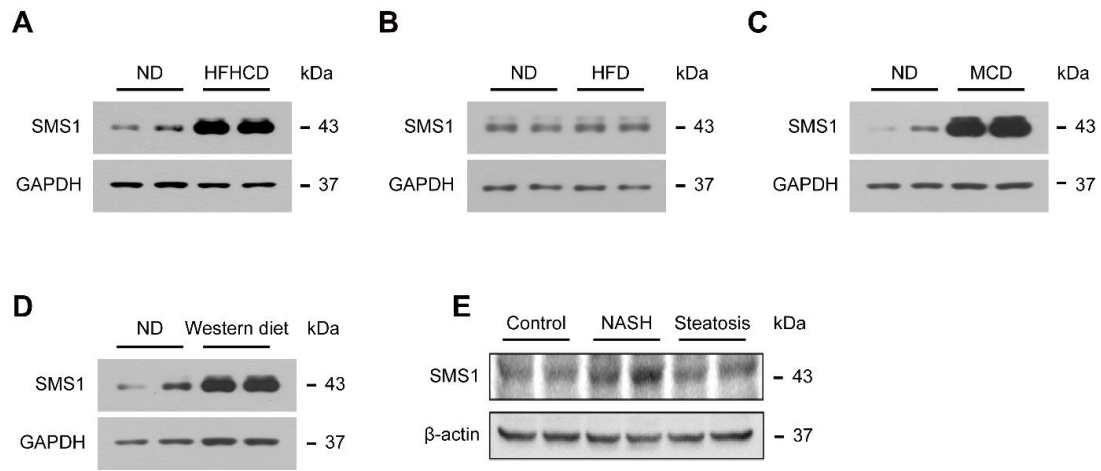 A
ND HFHCD kDa
SMS1 - 43
GAPDH - 37
B
ND HFD kDa
SMS1 - 43
GAPDH - 37
C
ND MCD kDa
SMS1 - 43
GAPDH - 37
D
ND Western diet kDa
SMS1 - 43
GAPDH - 37
E
Control NASH Steatosis kDa
SMS1 - 43
β-actin - 37